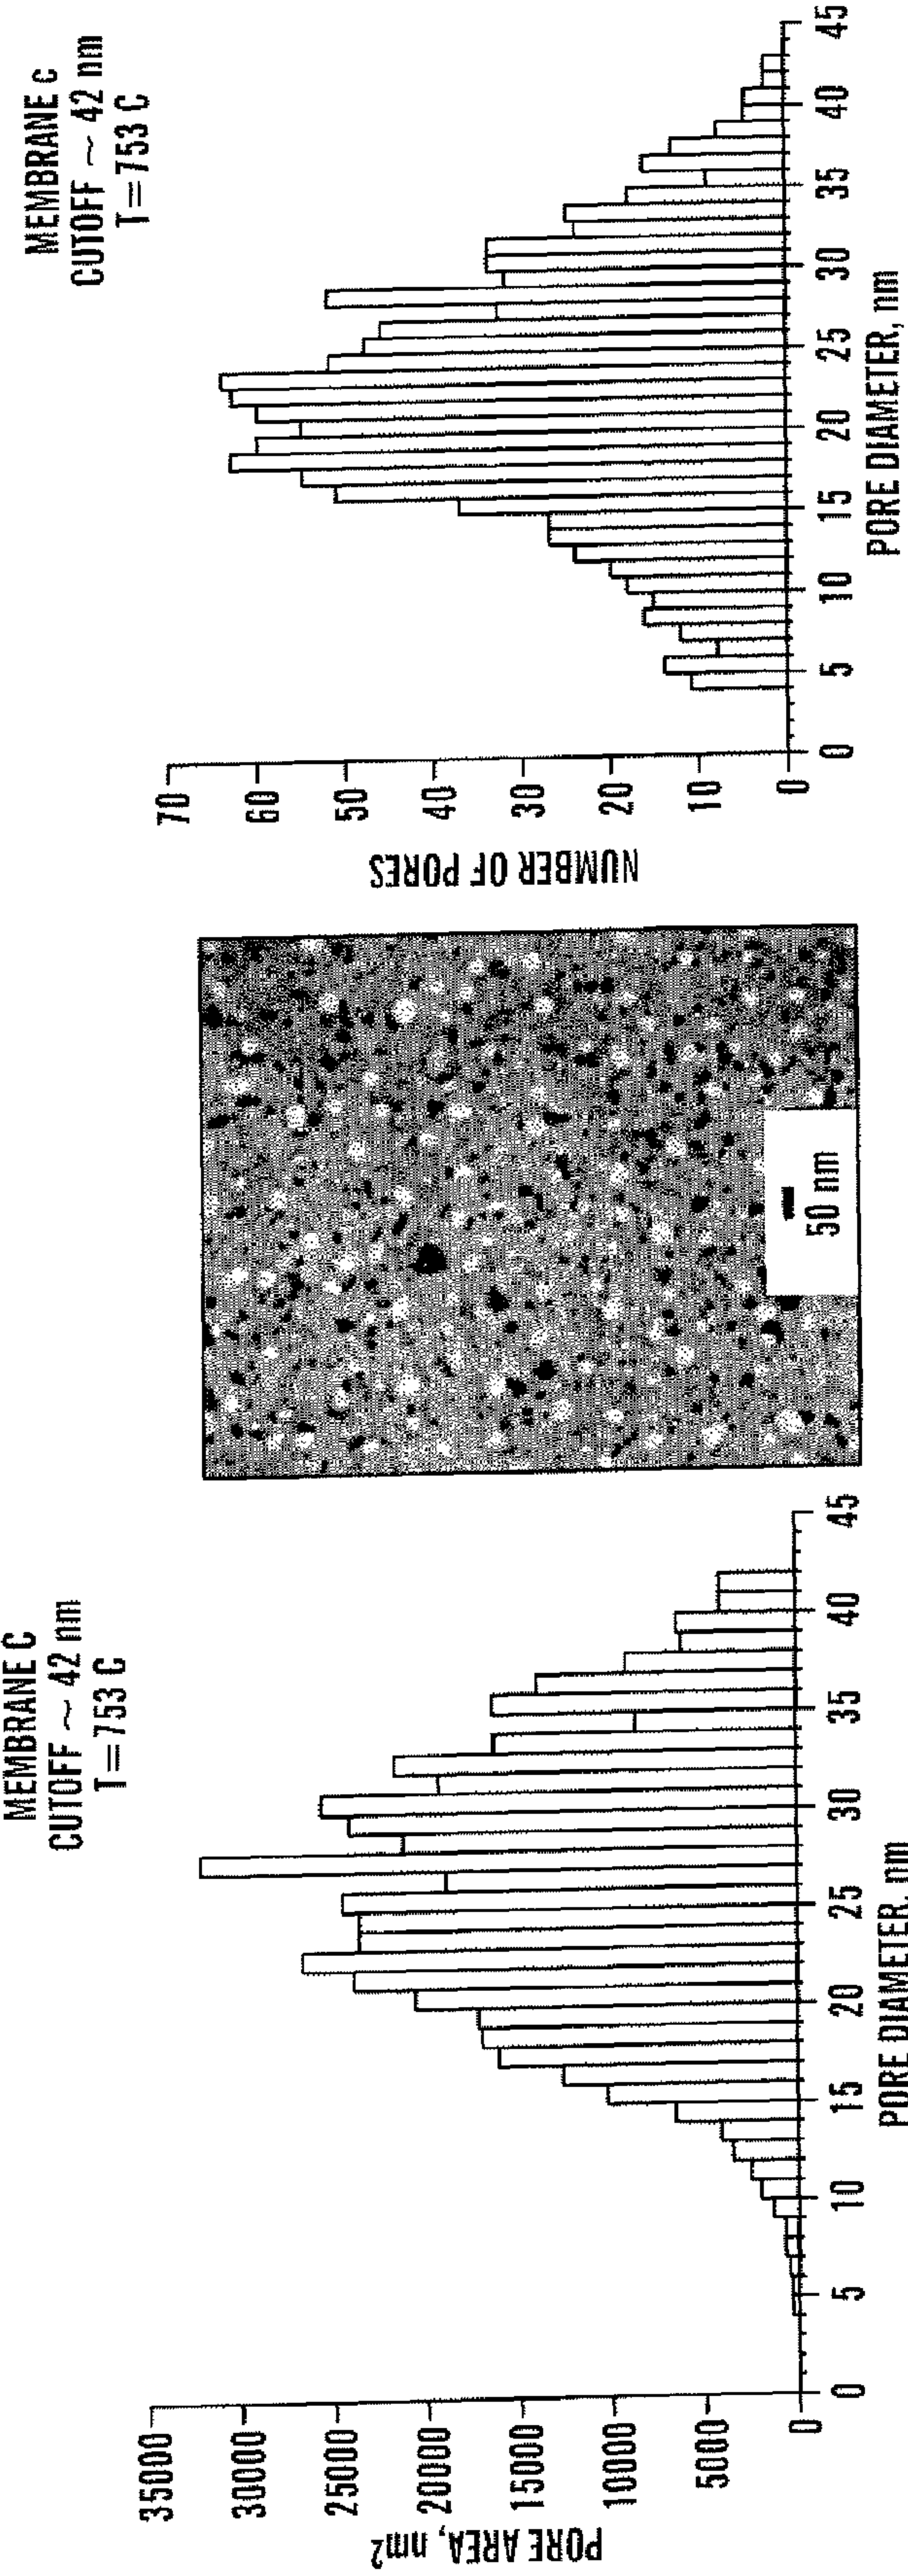 MEMBRANE C
CUTOFF ~ 42 nm
T=753 C
35000
30000
25000
20000
15000
10000
5000
0
PORE AREA, nm²
0 5 10 15 20 25 30 35 40 45
PORE DIAMETER, nm
50 nm
MEMBRANE c
CUTOFF ~ 42 nm
T=753 C
70
60
50
40
30
20
10
0
NUMBER OF PORES
0 5 10 15 20 25 30 35 40 45
PORE DIAMETER, nm